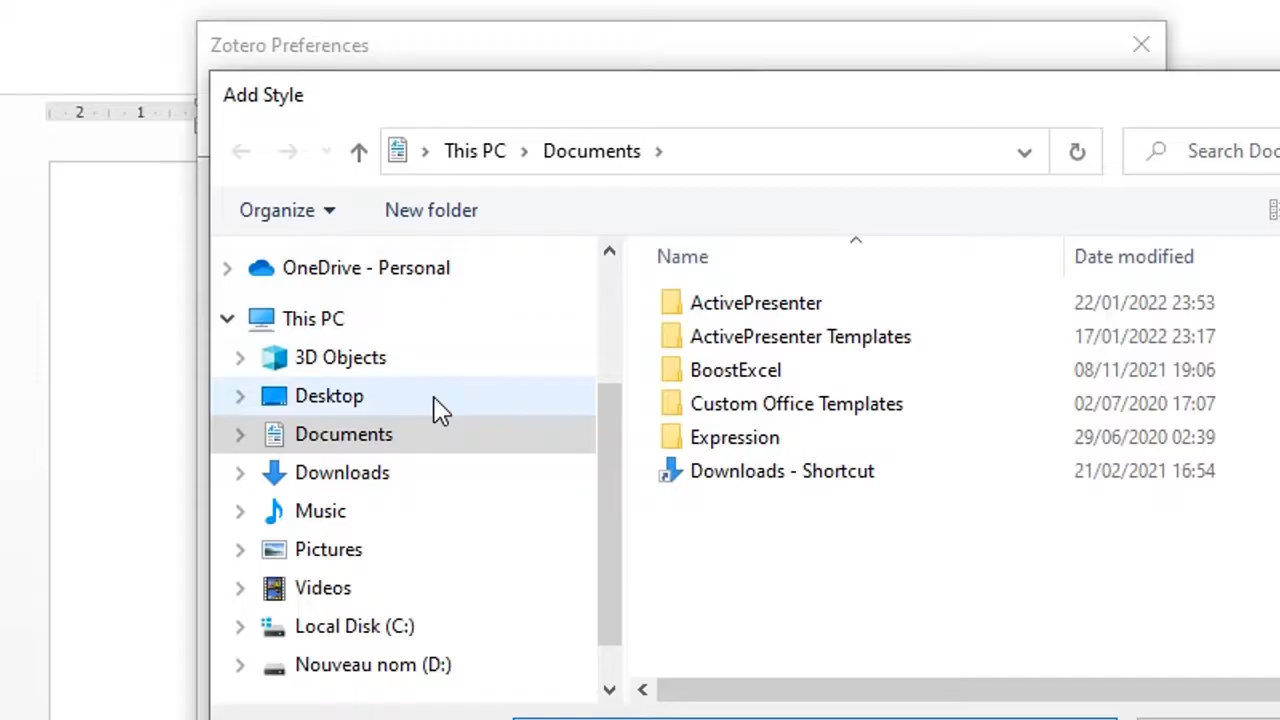 Zotero Preferences
Add Style
2 1
This PC Documents
Search Doc
Organize New folder
OneDrive - Personal
This PC
3D Objects
Desktop
Documents
Downloads
Music
Pictures
Videos
Local Disk (C:)
Nouveau nom (D:)
Name Date modified
ActivePresenter 22/01/2022 23:53
ActivePresenter Templates 17/01/2022 23:17
BoostExcel 08/11/2021 19:06
Custom Office Templates 02/07/2020 17:07
Expression 29/06/2020 02:39
Downloads - Shortcut 21/02/2021 16:54